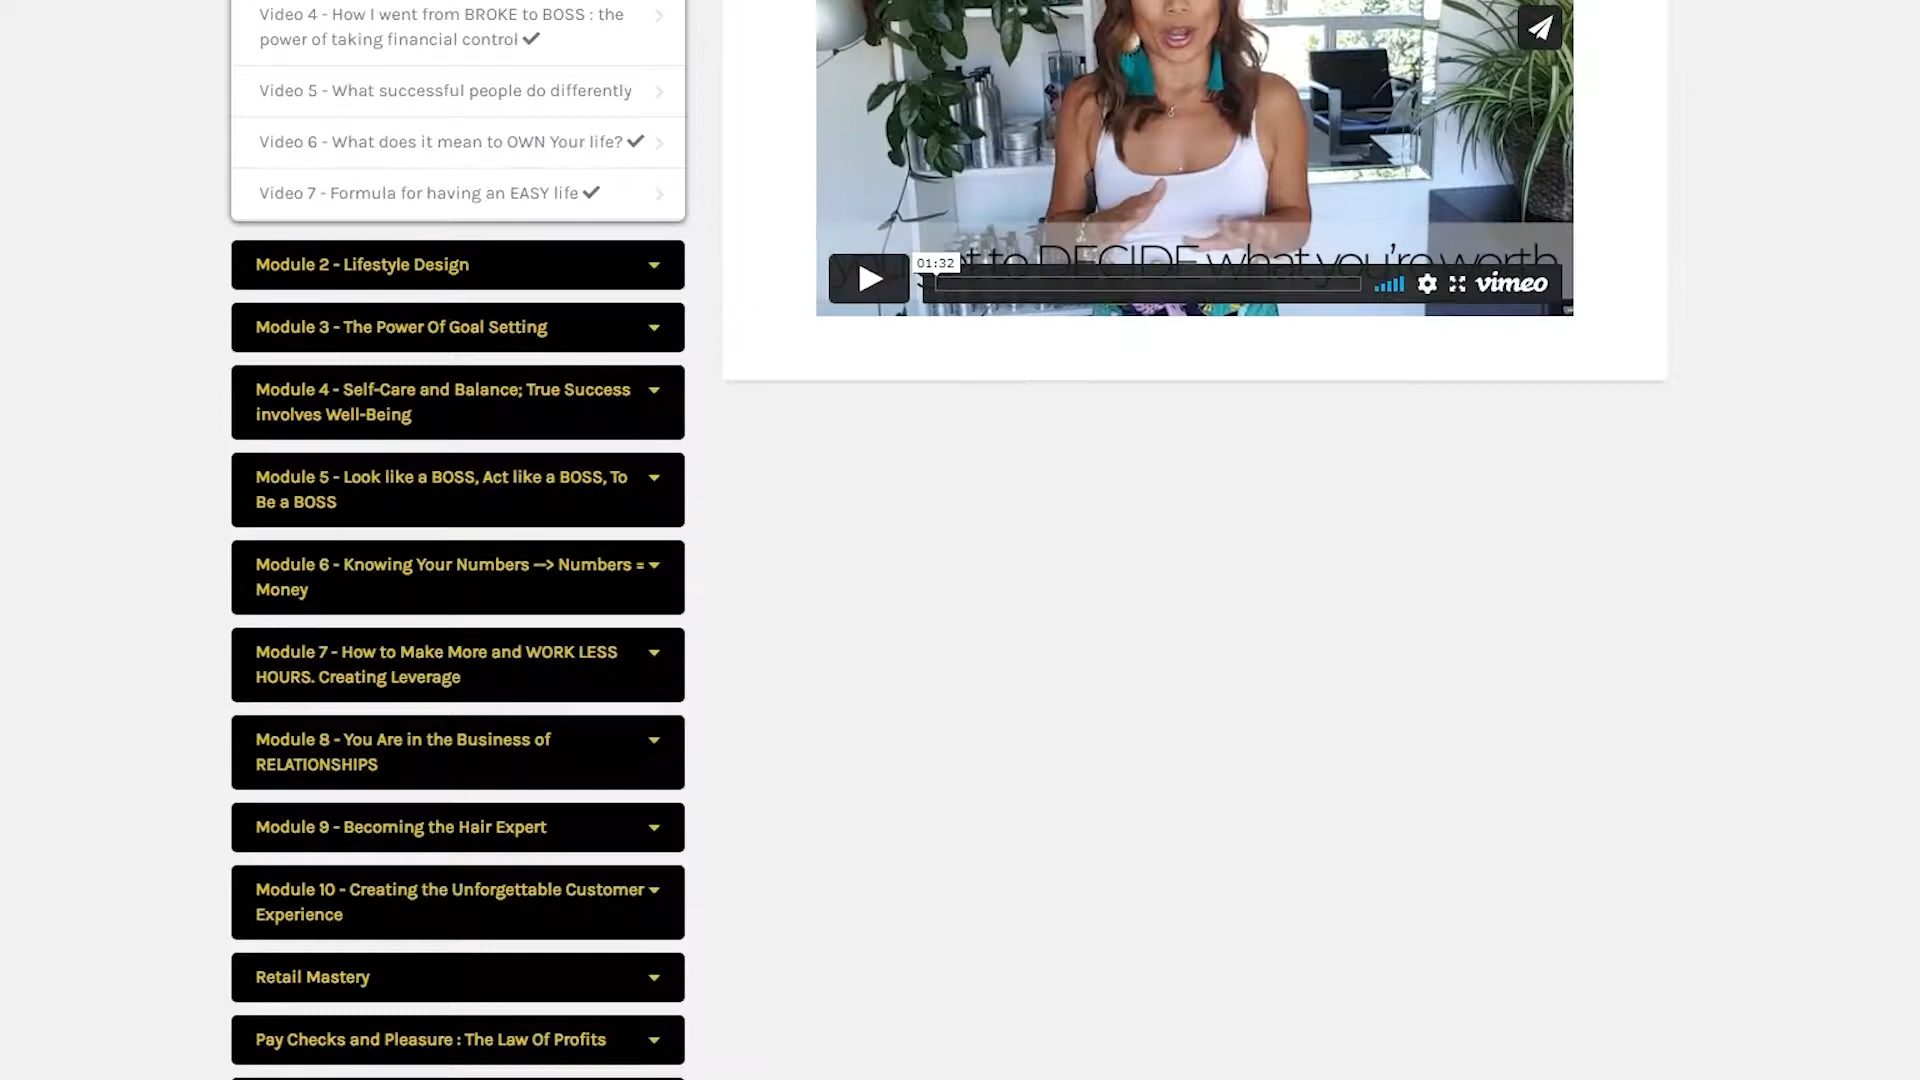 Video 4 - How I went from BROKE to BOSS : the
power of taking financial control
Video 5 - What successful people do differently
Video 6 - What does it mean to OWN Your life?
Video 7 - Formula for having an EASY life
Module 2 - Lifestyle Design
Module 3 - The Power Of Goal Setting
Module 4 - Self-Care and Balance; True Success
involves Well-Being
Module 5 - Look like a BOSS, Act like a BOSS, To
Be a BOSS
Module 6 - Knowing Your Numbers --> Numbers =
Money
Module 7 - How to Make More and WORK LESS
HOURS. Creating Leverage
Module 8 - You Are in the Business of
RELATIONSHIPS
Module 9 - Becoming the Hair Expert
Module 10 - Creating the Unforgettable Customer
Experience
Retail Mastery
Pay Checks and Pleasure : The Law Of Profits
to DECIDE what you're worth
01:32
vimeo